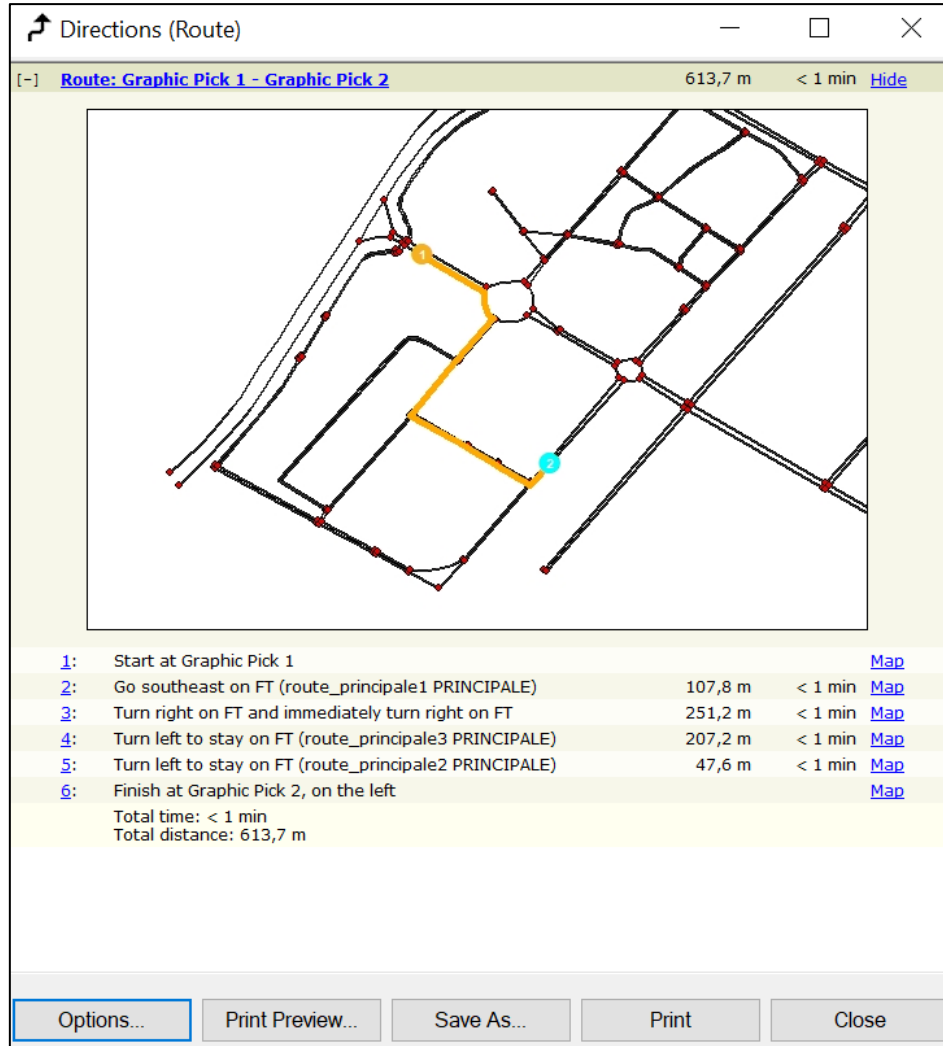 Directions (Route)
[-] Route: Graphic Pick 1 - Graphic Pick 2 613,7 m < 1 min Hide
1
2
1: Start at Graphic Pick 1 Map
2: Go southeast on FT (route_principale1 PRINCIPALE) 107,8 m < 1 min Map
3: Turn right on FT and immediately turn right on FT 251,2 m < 1 min Map
4: Turn left to stay on FT (route_principale3 PRINCIPALE) 207,2 m < 1 min Map
5: Turn left to stay on FT (route_principale2 PRINCIPALE) 47,6 m < 1 min Map
6: Finish at Graphic Pick 2, on the left Map
Total time: < 1 min
Total distance: 613,7 m
Options... Print Preview... Save As... Print Close